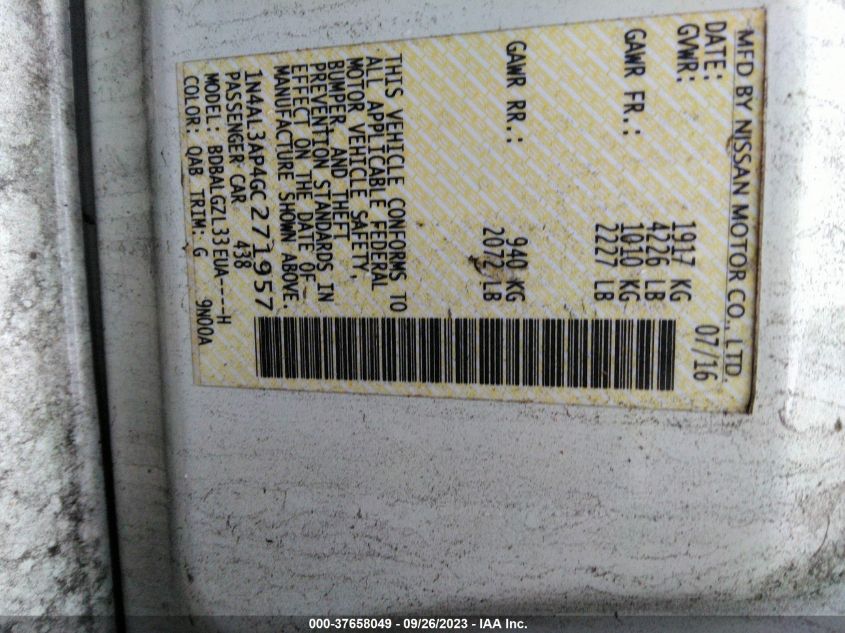 MFD BY NISSAN MOTOR CO., LTD.
DATE: 07/16
GVWR: 1917 KG
4226 LB
GAWR FR.: 1010 KG
2227 LB
GAWR RR.: 940 KG
2072 LB
THIS VEHICLE CONFORMS TO
ALL APPLICABLE FEDERAL
MOTOR VEHICLE SAFETY,
BUMPER, AND THEFT
PREVENTION STANDARDS IN
EFFECT ON THE DATE OF
MANUFACTURE SHOWN ABOVE.
1N4AL3AP4GC271957
PASSENGER CAR 438
MODEL: BDBALGZL33EUA----H
COLOR: QAB TRIM: G 9N00A
000-37658049 - 09/26/2023 - IAA Inc.